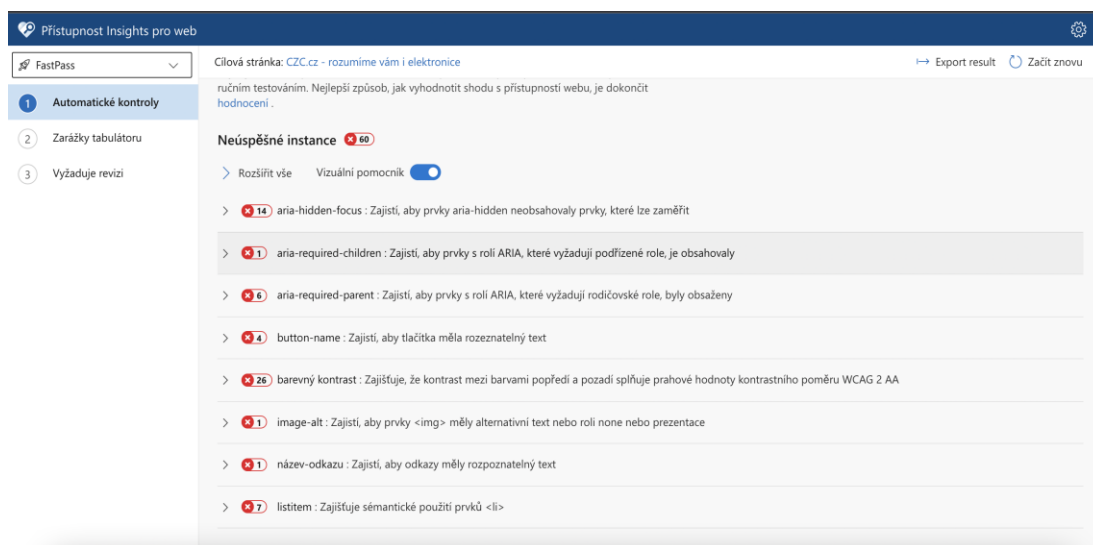 Přístupnost Insights pro web
FastPass
Cílová stránka: CZC.cz - rozumíme vám i elektronice
Export result
Začít znovu
1 Automatické kontroly
2 Zarážky tabulátoru
3 Vyžaduje revizi
ručním testováním. Nejlepší způsob, jak vyhodnotit shodu s přístupností webu, je dokončit
hodnocení .
Neúspěšné instance 60
Rozšířit vše
Vizuální pomocník
14 aria-hidden-focus : Zajistí, aby prvky aria-hidden neobsahovaly prvky, které lze zaměřit
1 aria-required-children : Zajistí, aby prvky s rolí ARIA, které vyžadují podřízené role, je obsahovaly
6 aria-required-parent : Zajistí, aby prvky s rolí ARIA, které vyžadují rodičovské role, byly obsaženy
4 button-name : Zajistí, aby tlačítka měla rozeznatelný text
26 barevný kontrast : Zajišťuje, že kontrast mezi barvami popředí a pozadí splňuje prahové hodnoty kontrastního poměru WCAG 2 AA
1 image-alt : Zajistí, aby prvky <img> měly alternativní text nebo roli none nebo prezentace
1 název-odkazu : Zajistí, aby odkazy měly rozpoznatelný text
7 listitem : Zajišťuje sémantické použití prvků <li>